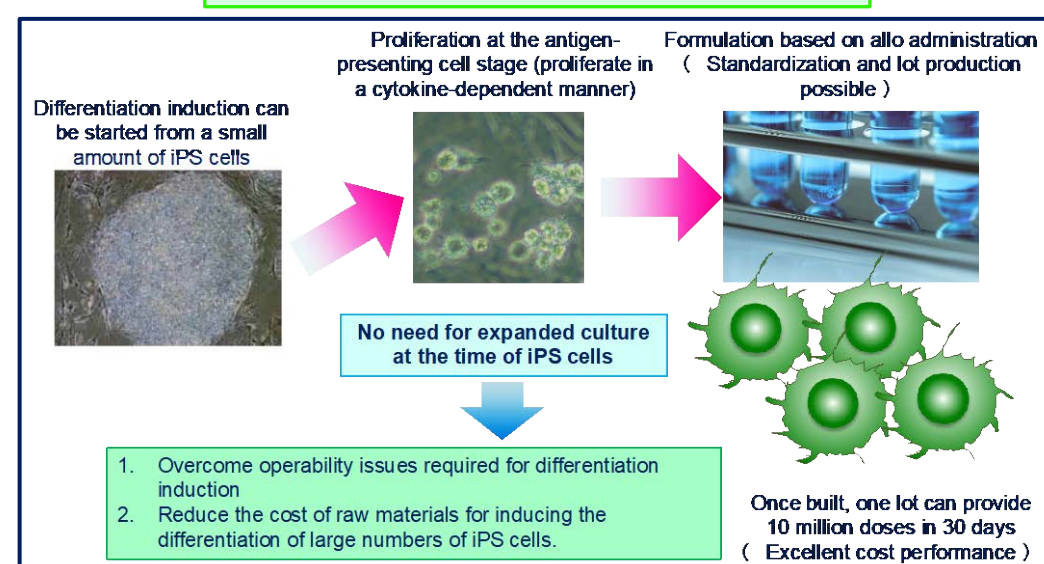 Differentiation induction can
be started from a small
amount of iPS cells
Proliferation at the antigen-
presenting cell stage (proliferate in
a cytokine-dependent manner)
Formulation based on allo administration
（ Standardization and lot production
possible ）
No need for expanded culture
at the time of iPS cells
1. Overcome operability issues required for differentiation
induction
2. Reduce the cost of raw materials for inducing the
differentiation of large numbers of iPS cells.
Once built, one lot can provide
10 million doses in 30 days
（ Excellent cost performance ）